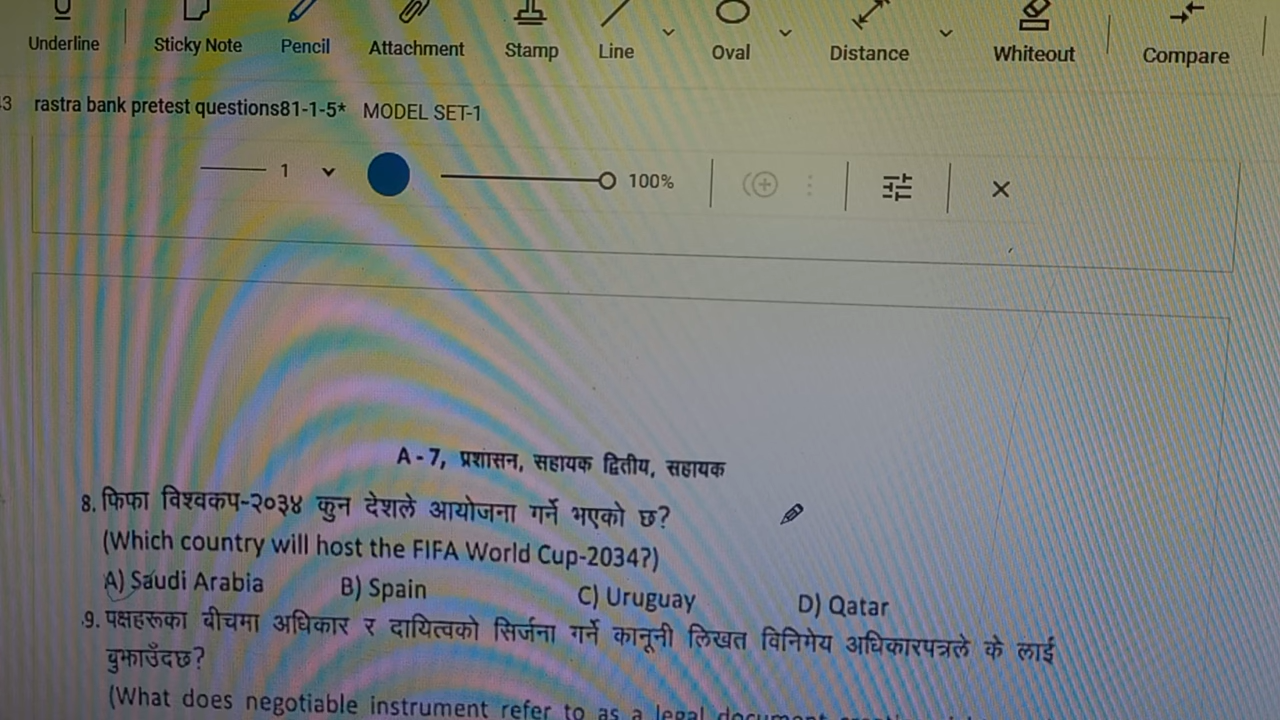 Underline Sticky Note Pencil Attachment Stamp Line Oval Distance Whiteout Compare
rastra bank pretest questions81-1-5* MODEL SET-1
1 100%
A - 7, प्रशासन, सहायक द्वितीय, सहायक
8. फिफा विश्वकप-२०३४ कुन देशले आयोजना गर्ने भएको छ?
(Which country will host the FIFA World Cup-2034?)
A) Saudi Arabia B) Spain C) Uruguay D) Qatar
9. पक्षहरूका बीचमा अधिकार र दायित्वको सिर्जना गर्ने कानूनी लिखत विनिमेय अधिकारपत्रले के लाई
बुझाउँदछ?
(What does negotiable instrument refer to as a legal document